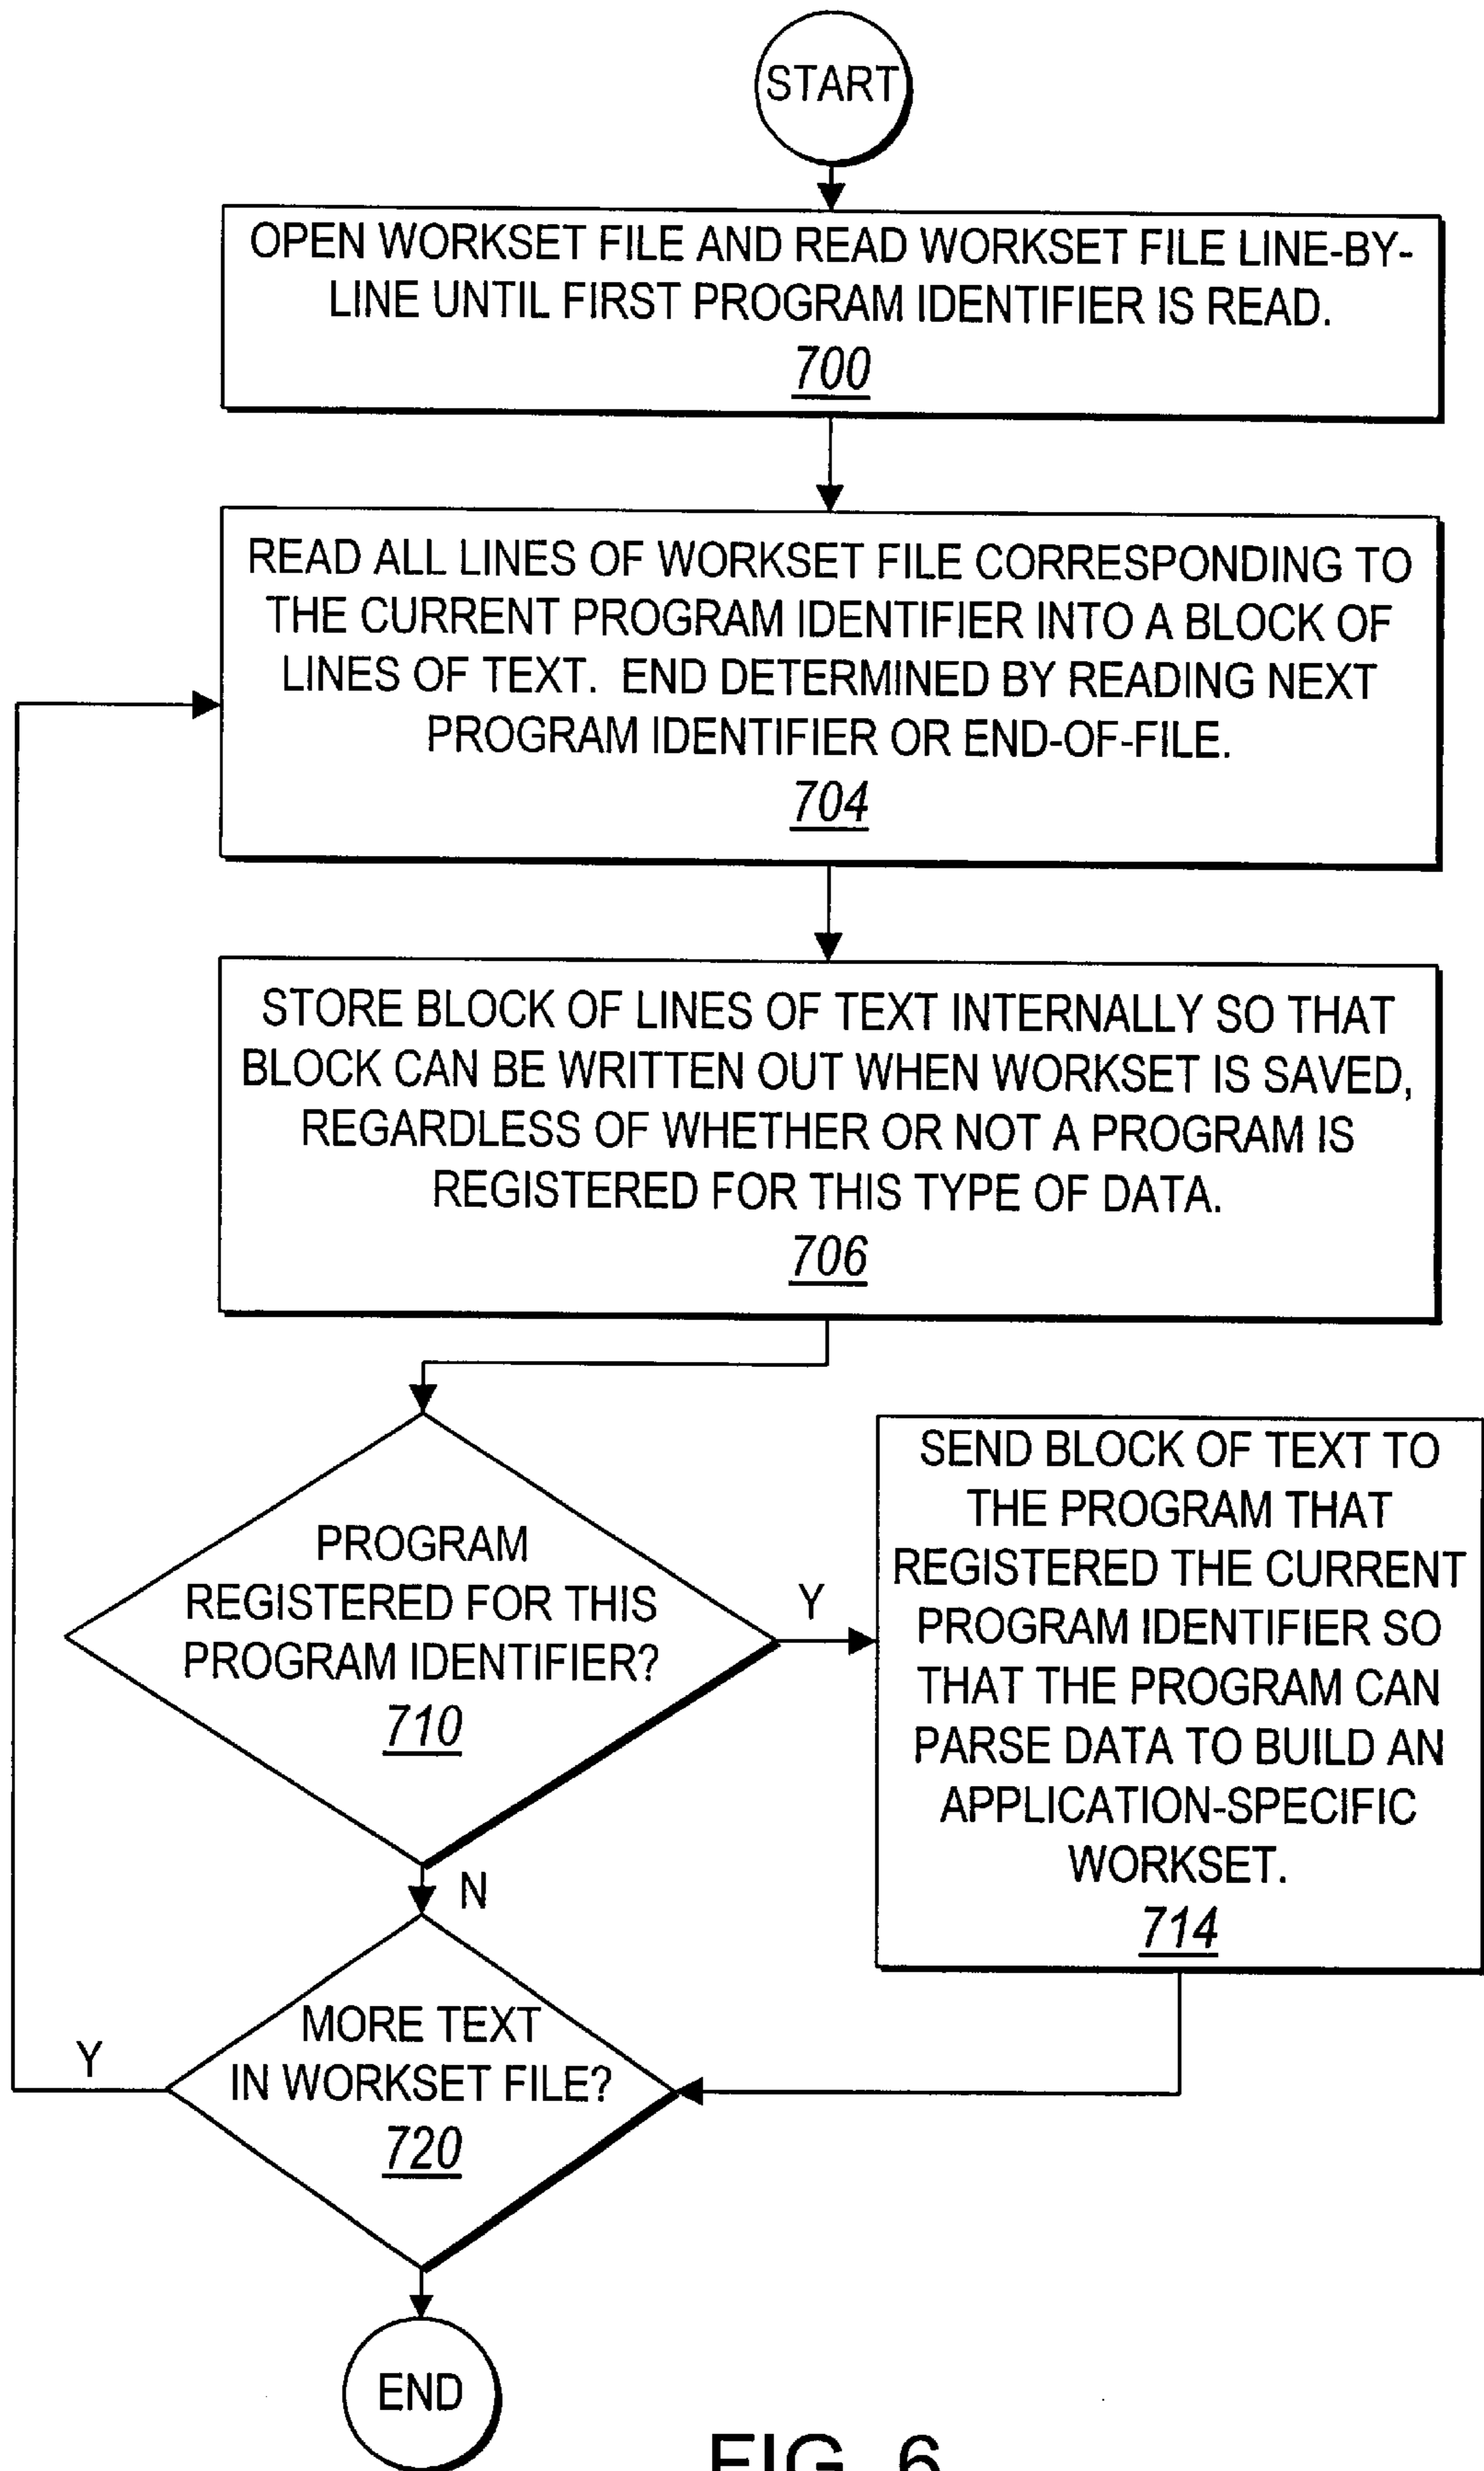 START
OPEN WORKSET FILE AND READ WORKSET FILE LINE-BY-
LINE UNTIL FIRST PROGRAM IDENTIFIER IS READ.
700
READ ALL LINES OF WORKSET FILE CORRESPONDING TO
THE CURRENT PROGRAM IDENTIFIER INTO A BLOCK OF
LINES OF TEXT. END DETERMINED BY READING NEXT
PROGRAM IDENTIFIER OR END-OF-FILE.
704
STORE BLOCK OF LINES OF TEXT INTERNALLY SO THAT
BLOCK CAN BE WRITTEN OUT WHEN WORKSET IS SAVED,
REGARDLESS OF WHETHER OR NOT A PROGRAM IS
REGISTERED FOR THIS TYPE OF DATA.
706
PROGRAM
REGISTERED FOR THIS
PROGRAM IDENTIFIER?
710
Y
SEND BLOCK OF TEXT TO
THE PROGRAM THAT
REGISTERED THE CURRENT
PROGRAM IDENTIFIER SO
THAT THE PROGRAM CAN
PARSE DATA TO BUILD AN
APPLICATION-SPECIFIC
WORKSET.
714
N
MORE TEXT
IN WORKSET FILE?
720
Y
END
FIG. 6